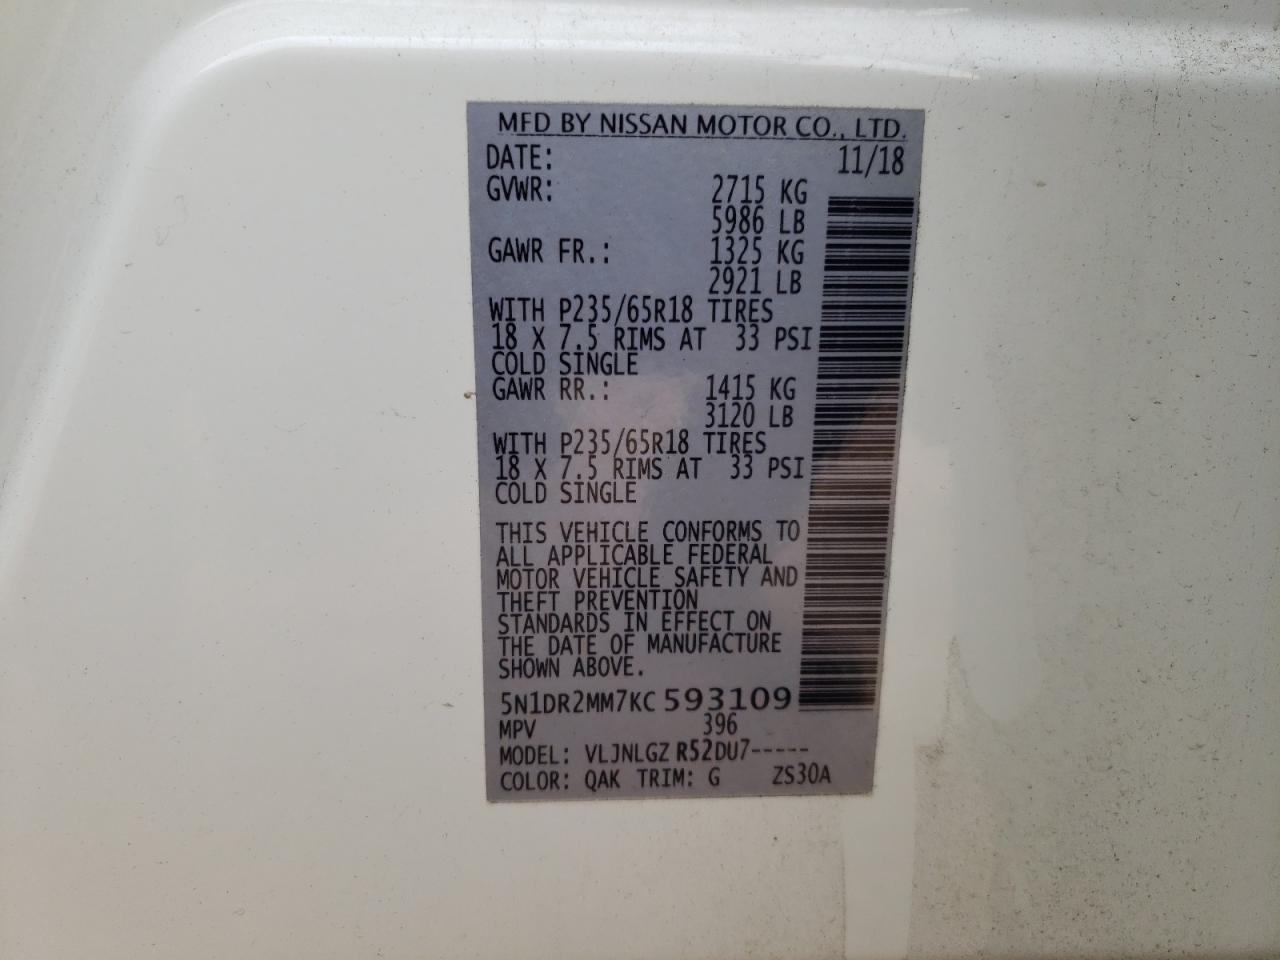 MFD BY NISSAN MOTOR CO., LTD.
DATE: 11/18
GVWR: 2715 KG
5986 LB
GAWR FR.: 1325 KG
2921 LB
WITH P235/65R18 TIRES
18 X 7.5 RIMS AT 33 PSI
COLD SINGLE
GAWR RR.: 1415 KG
3120 LB
WITH P235/65R18 TIRES
18 X 7.5 RIMS AT 33 PSI
COLD SINGLE
THIS VEHICLE CONFORMS TO
ALL APPLICABLE FEDERAL
MOTOR VEHICLE SAFETY AND
THEFT PREVENTION
STANDARDS IN EFFECT ON
THE DATE OF MANUFACTURE
SHOWN ABOVE.
5N1DR2MM7KC593109
MPV 396
MODEL: VLJNLGZ R52DU7-----
COLOR: QAK TRIM: G ZS30A